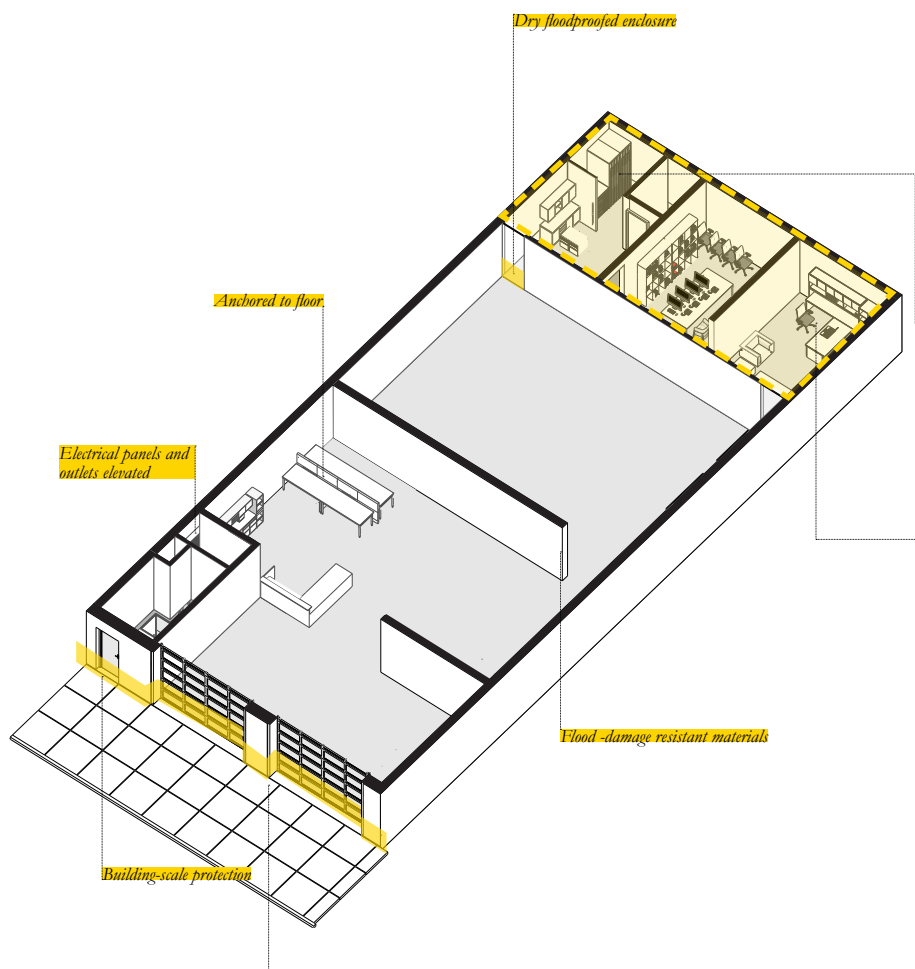 Dry floodproofed enclosure
Anchored to floor
Electrical panels and
outlets elevated
Flood -damage resistant materials
Building-scale protection